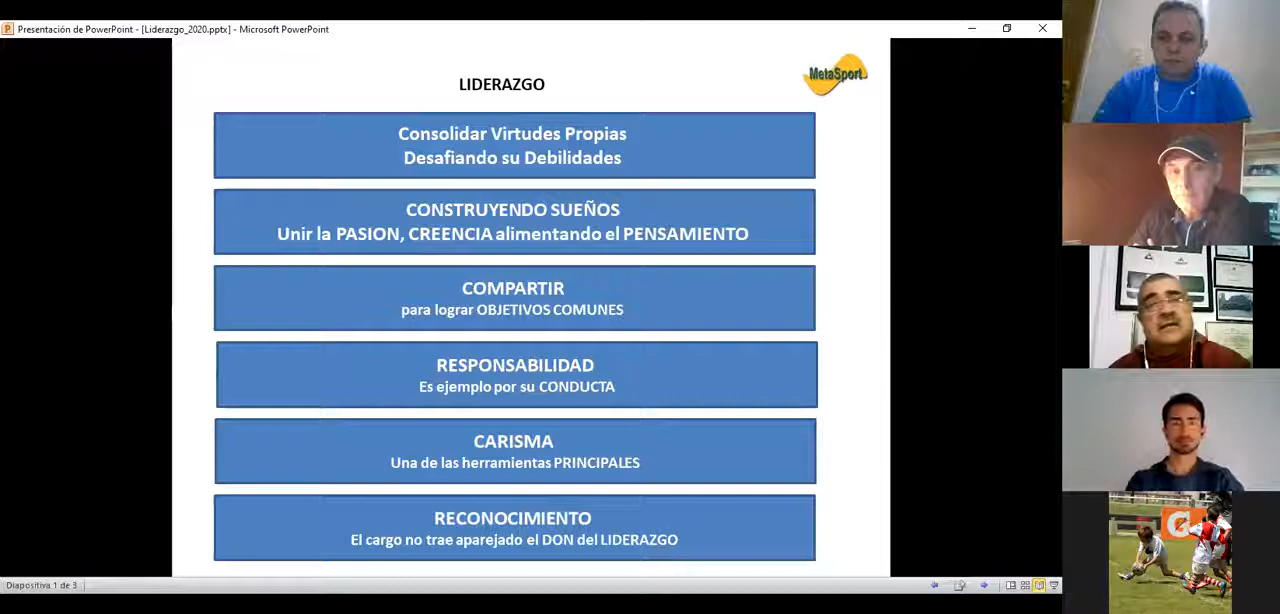 Presentación de PowerPoint - [Liderazgo_2020.pptx] - Microsoft PowerPoint
LIDERAZGO
MetaSport
Consolidar Virtudes Propias
Desafiando su Debilidades
CONSTRUYENDO SUEÑOS
Unir la PASION, CREENCIA alimentando el PENSAMIENTO
COMPARTIR
para lograr OBJETIVOS COMUNES
RESPONSABILIDAD
Es ejemplo por su CONDUCTA
CARISMA
Una de las herramientas PRINCIPALES
RECONOCIMIENTO
El cargo no trae aparejado el DON del LIDERAZGO
Diapositiva 1 de 3
G